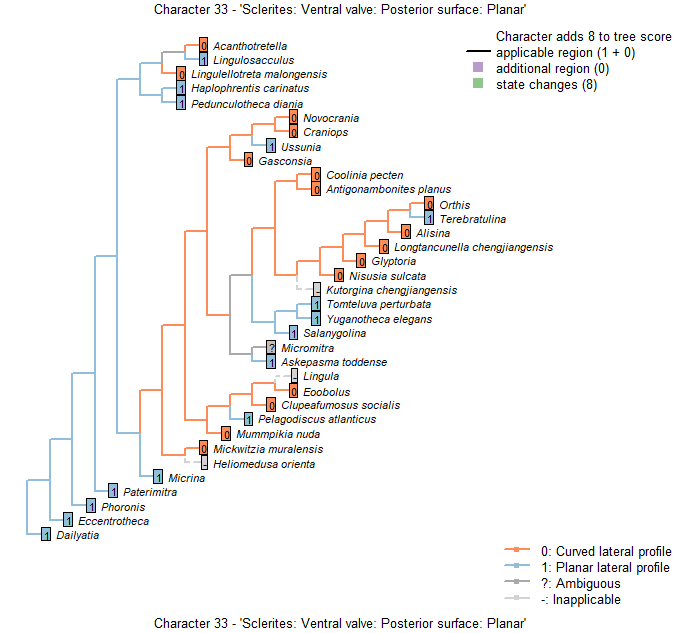 Character 33 - 'Sclerites: Ventral valve: Posterior surface: Planar'
Character adds 8 to tree score
applicable region (1 + 0)
additional region (0)
state changes (8)
0 Acanthotretella
1 Lingulosacculus
0 Lingulellotreta malongensis
1 Haplophrentis carinatus
1 Pedunculotheca diania
0 Novocrania
0 Craniops
1 Ussunia
0 Gasconsia
0 Coolinia pecten
0 Antigonambonites planus
0 Orthis
1 Terebratulina
0 Alisina
0 Longtancunella chengjiangensis
0 Glyptoria
0 Nisusia sulcata
- Kutorgina chengjiangensis
1 Tomteluva perturbata
1 Yuganotheca elegans
1 Salanygolina
? Micromitra
1 Askepasma toddense
- Lingula
0 Eoobolus
0 Clupeafumosus socialis
1 Pelagodiscus atlanticus
0 Mummpikia nuda
0 Mickwitzia muralensis
- Heliomedusa orienta
1 Micrina
1 Paterimitra
1 Phoronis
1 Eccentrotheca
1 Dailyatia
0: Curved lateral profile
1: Planar lateral profile
?: Ambiguous
-: Inapplicable
Character 33 - 'Sclerites: Ventral valve: Posterior surface: Planar'